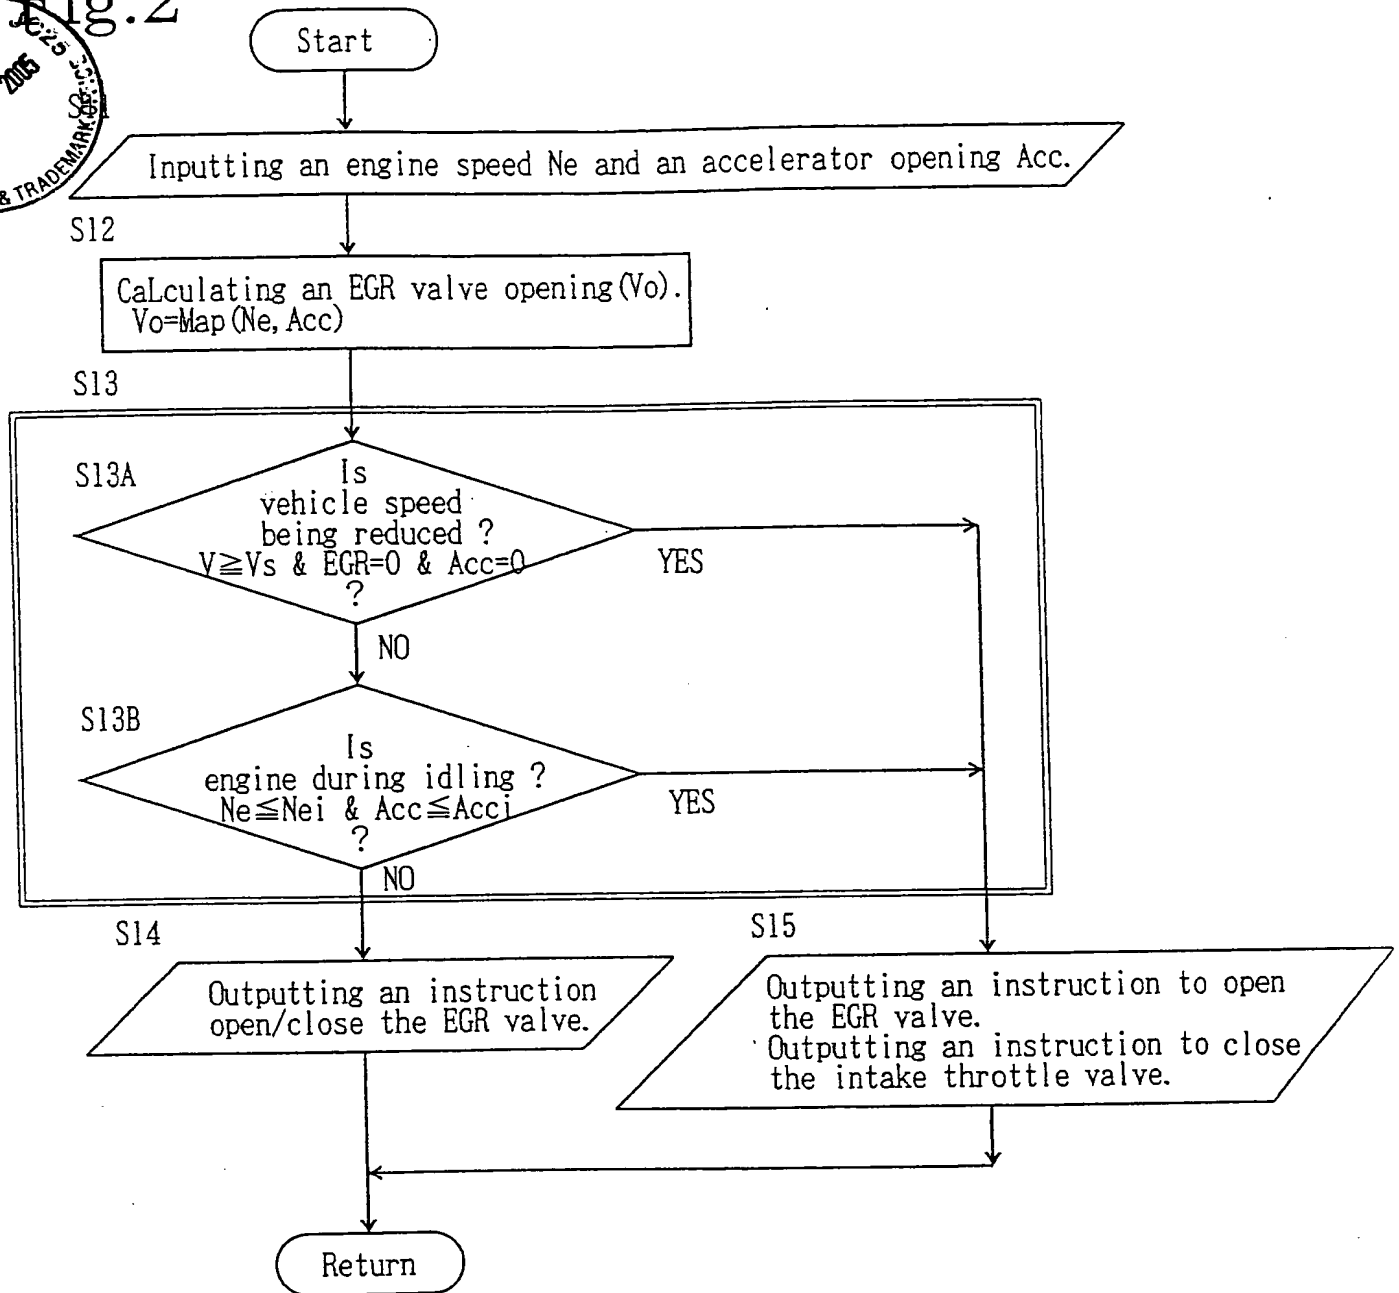 Fig.2
2005
& TRADEMARK
Start
Inputting an engine speed Ne and an accelerator opening Acc.
S12
CaLculating an EGR valve opening(Vo).
Vo=Map(Ne,Acc)
S13
S13A
Is
vehicle speed
being reduced ?
V≧Vs & EGR=0 & Acc=0
?
YES
NO
S13B
Is
engine during idling ?
Ne≦Nei & Acc≦Acci
?
YES
NO
S14
S15
Outputting an instruction
open/close the EGR valve.
Outputting an instruction to open
the EGR valve.
Outputting an instruction to close
the intake throttle valve.
Return